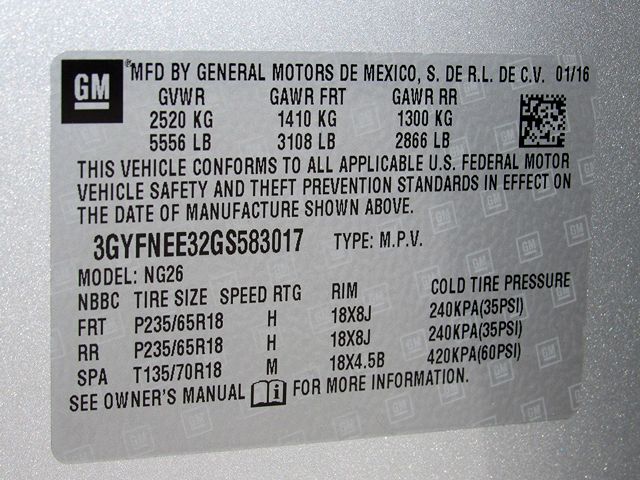 GM ® MFD BY GENERAL MOTORS DE MEXICO, S. DE R.L. DE C.V. 01/16
GVWR GAWR FRT GAWR RR
2520 KG 1410 KG 1300 KG
5556 LB 3108 LB 2866 LB
THIS VEHICLE CONFORMS TO ALL APPLICABLE U.S. FEDERAL MOTOR
VEHICLE SAFETY AND THEFT PREVENTION STANDARDS IN EFFECT ON
THE DATE OF MANUFACTURE SHOWN ABOVE.
3GYFNEE32GS583017 TYPE: M.P.V.
MODEL: NG26
NBBC TIRE SIZE SPEED RTG RIM COLD TIRE PRESSURE
FRT P235/65R18 H 18X8J 240KPA(35PSI)
RR P235/65R18 H 18X8J 240KPA(35PSI)
SPA T135/70R18 M 18X4.5B 420KPA(60PSI)
SEE OWNER'S MANUAL i FOR MORE INFORMATION.